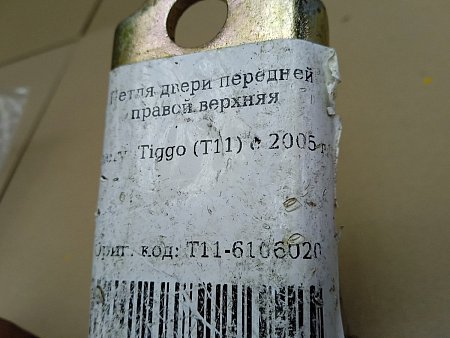 Петля двери передней
правой верхняя
Tiggo (T11) с 2005
Ориг. код: T11-6106020